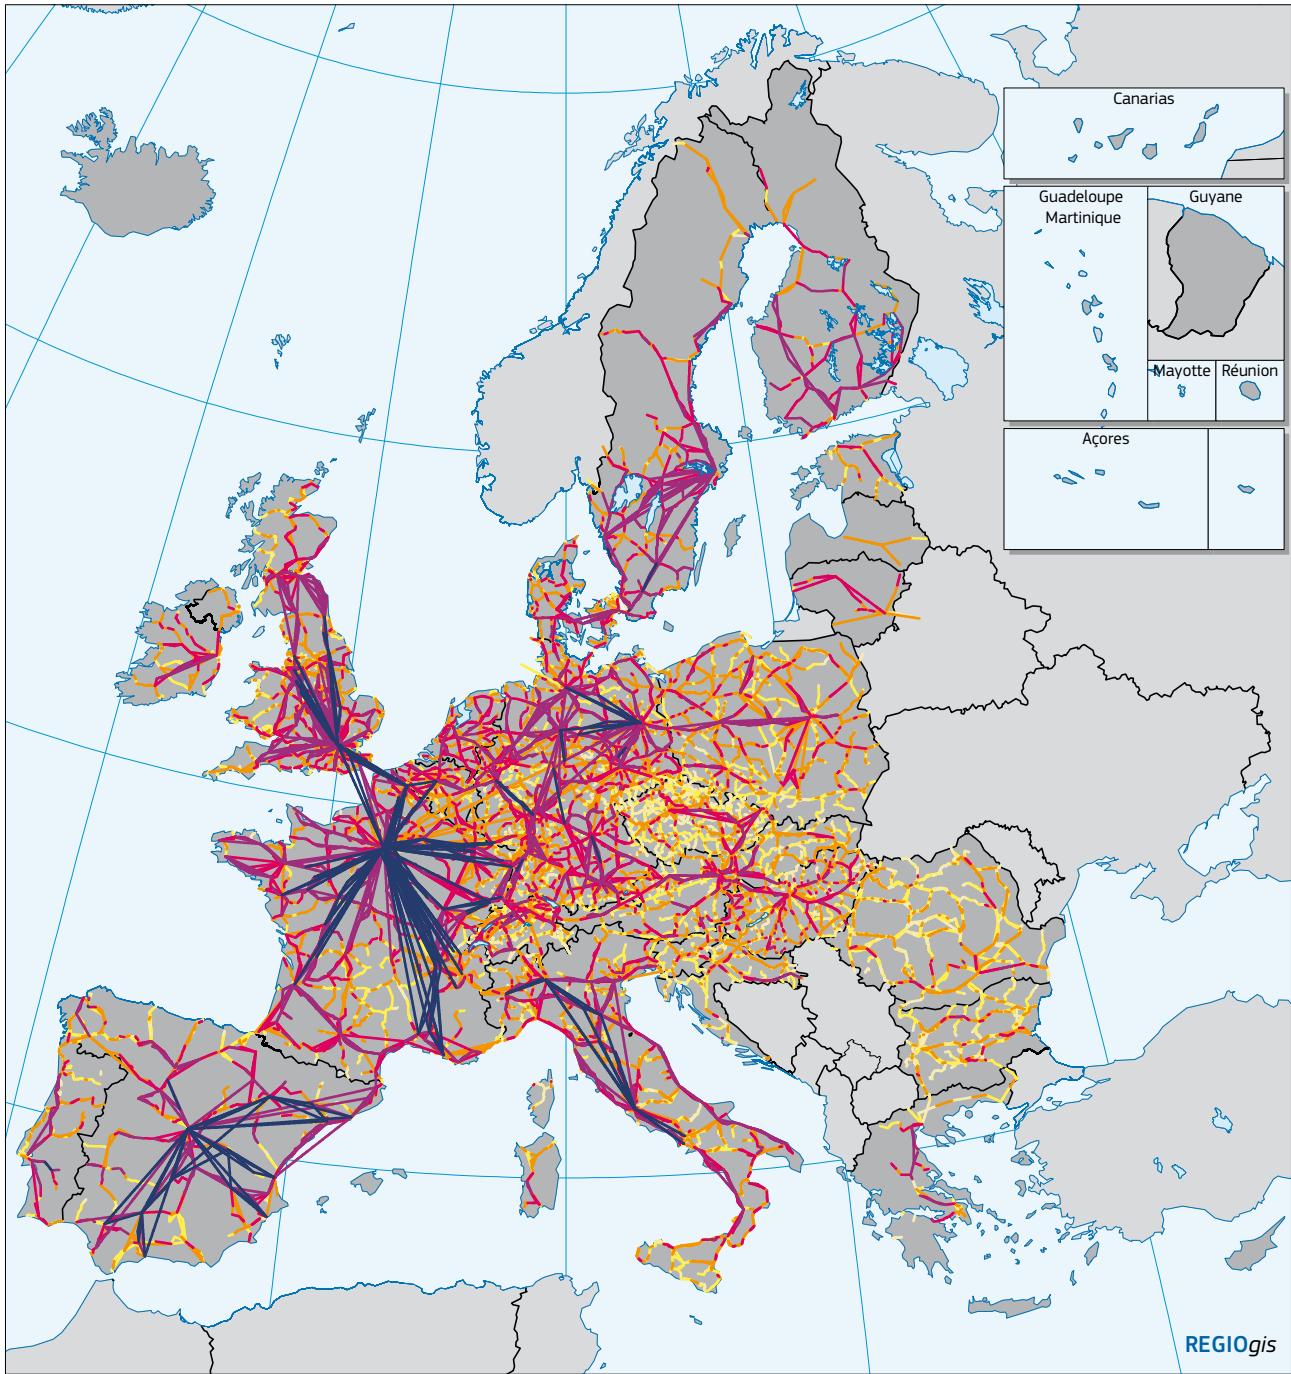 Canarias
Guadeloupe
Martinique
Guyane
Mayotte
Réunion
Açores
REGIOgis